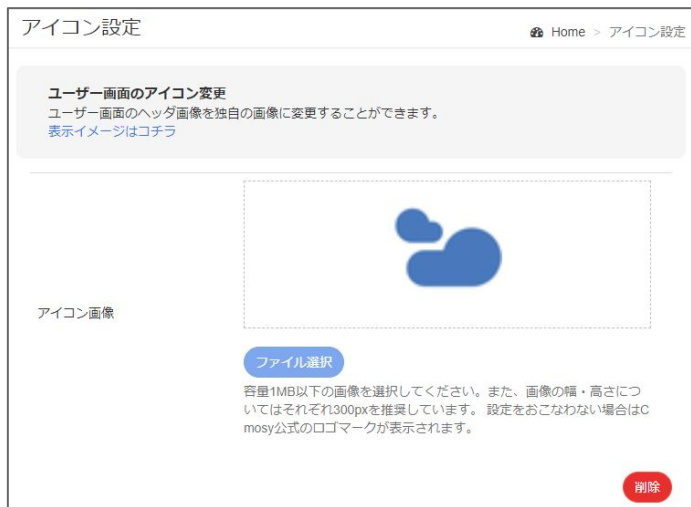 アイコン設定
Home > アイコン設定
ユーザー画面のアイコン変更
ユーザー画面のヘッダ画像を独自の画像に変更することができます。
表示イメージはコチラ
アイコン画像
ファイル選択
容量1MB以下の画像を選択してください。また、画像の幅・高さにつ
いてはそれぞれ300pxを推奨しています。 設定をおこなわない場合はC
mosy公式のロゴマークが表示されます。
削除